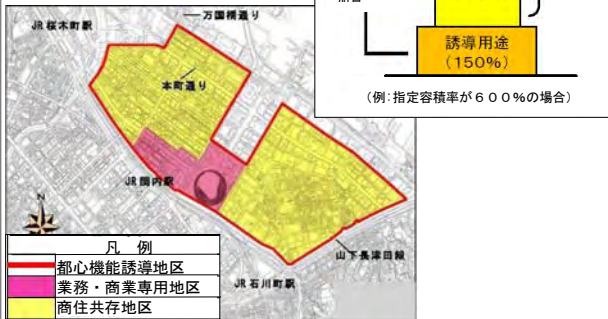 万国橋通り
JR桜木町駅
本町通り
JR関内駅
N
山下長津田線
JR石川町駅
凡 例
都心機能誘導地区
業務・商業専用地区
商住共存地区
誘導用途
(150%)
(例:指定容積率が600%の場合)